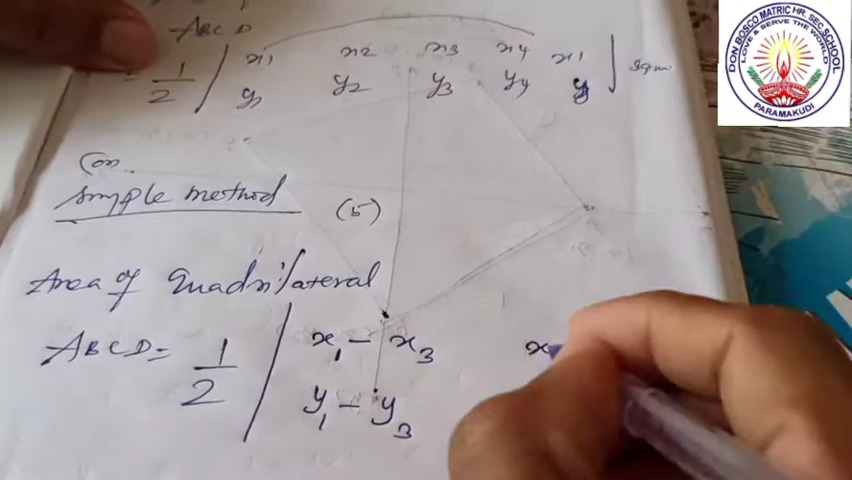 ABCD
= 1/2 | x1 x2 x3 x4 x1
y1 y2 y3 y4 y |
(or)
Simple method (5)
Area of Quadrilateral
ABCD = 1/2 | x1 - x3 x
y1 - y3
DON BOSCO MATRIC HR. SEC SCHOOL
LOVE & SERVE THE WORLD
PARAMAKUDI